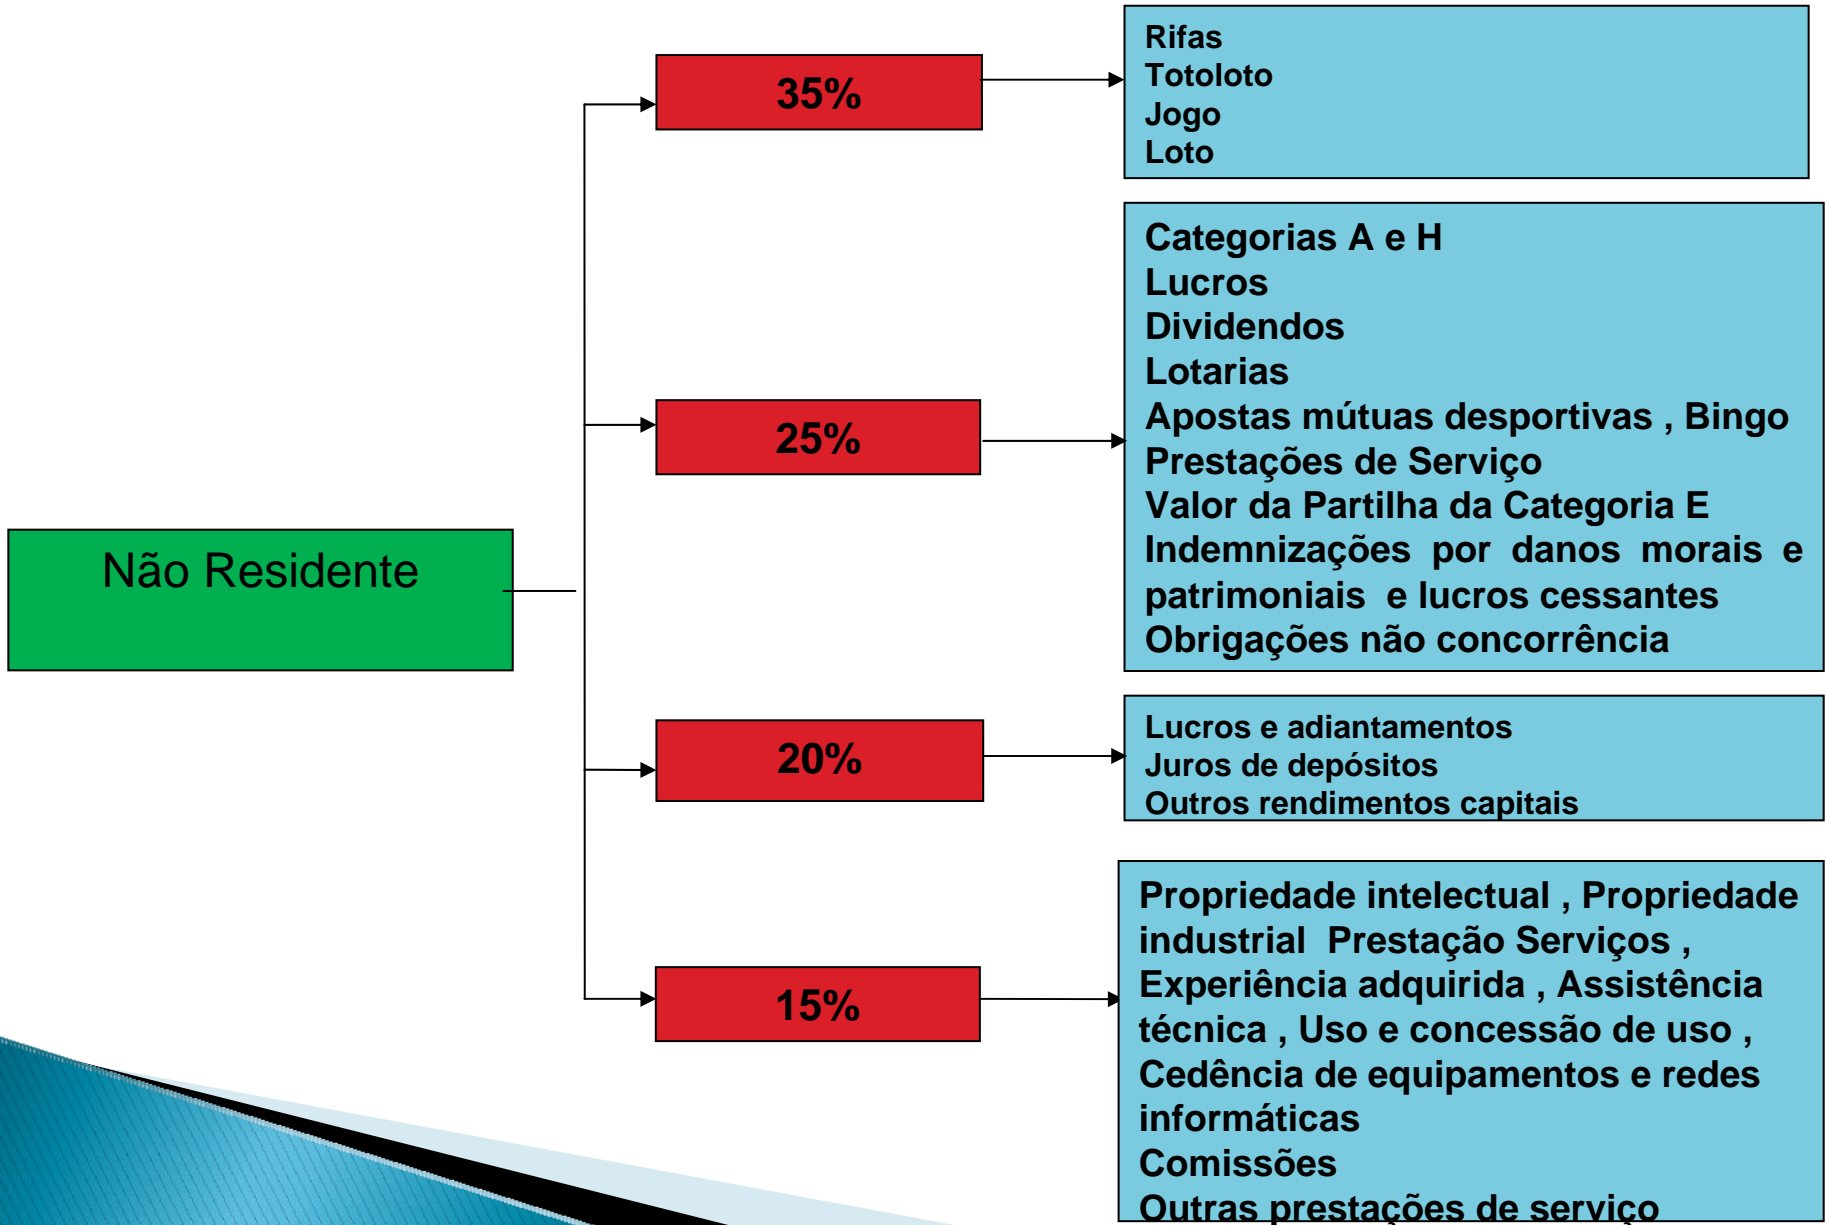 Não Residente
35%
Rifas
Totoloto
Jogo
Loto
25%
Categorias A e H
Lucros
Dividendos
Lotarias
Apostas mútuas desportivas , Bingo
Prestações de Serviço
Valor da Partilha da Categoria E
Indemnizações por danos morais e
patrimoniais e lucros cessantes
Obrigações não concorrência
20%
Lucros e adiantamentos
Juros de depósitos
Outros rendimentos capitais
15%
Propriedade intelectual , Propriedade
industrial Prestação Serviços ,
Experiência adquirida , Assistência
técnica , Uso e concessão de uso ,
Cedência de equipamentos e redes
informáticas
Comissões
Outras prestações de serviço